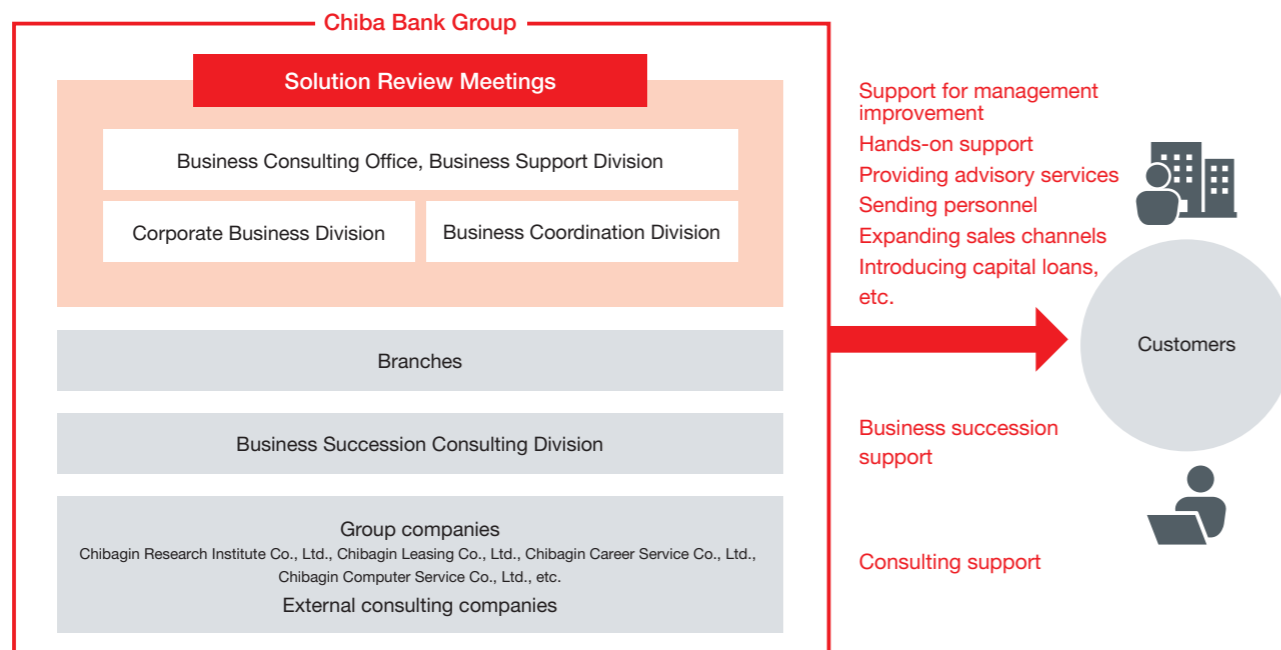 Chiba Bank Group
Solution Review Meetings
Business Consulting Office, Business Support Division
Corporate Business Division
Business Coordination Division
Branches
Business Succession Consulting Division
Group companies
Chibagin Research Institute Co., Ltd., Chibagin Leasing Co., Ltd., Chibagin Career Service Co., Ltd.,
Chibagin Computer Service Co., Ltd., etc.
External consulting companies
Support for management
improvement
Hands-on support
Providing advisory services
Sending personnel
Expanding sales channels
Introducing capital loans,
etc.
Business succession
support
Consulting support
Customers